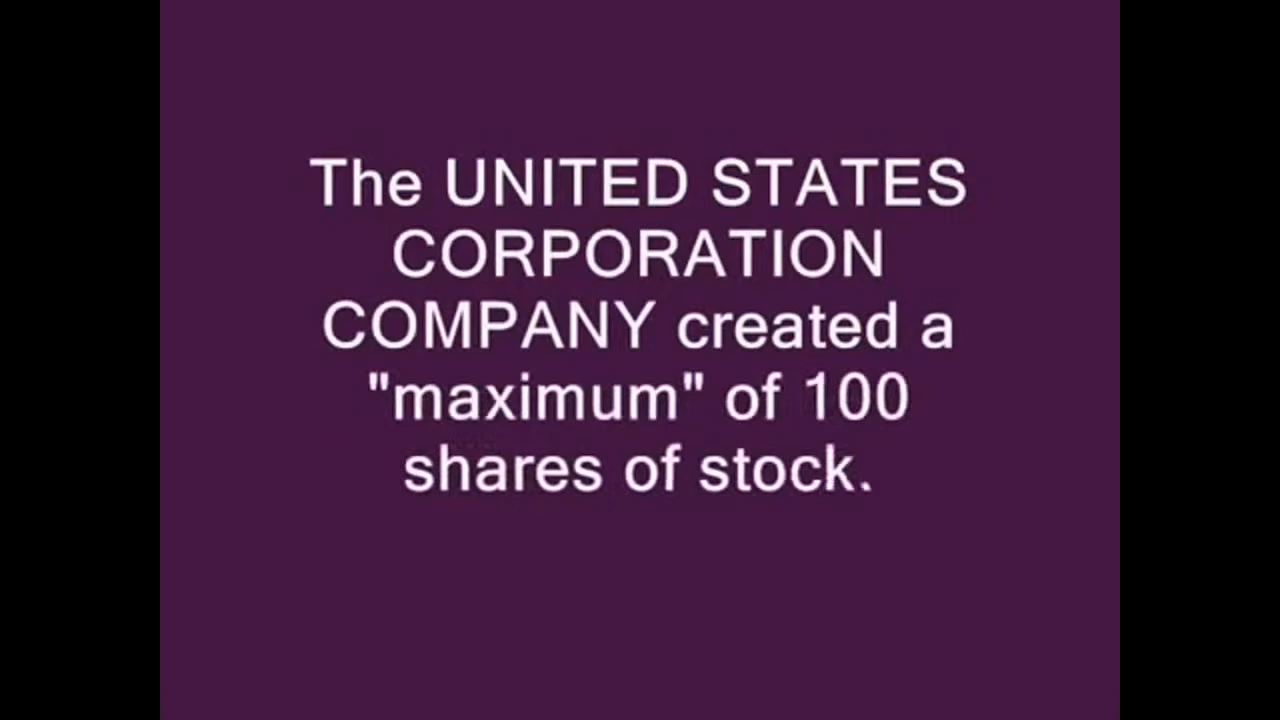 The UNITED STATES
CORPORATION
COMPANY created a
"maximum" of 100
shares of stock.